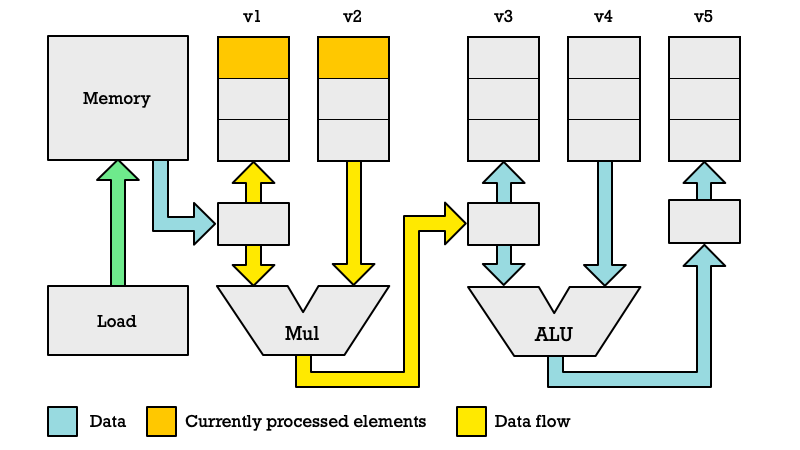 v1 v2 v3 v4 v5
Memory
Load
Mul
ALU
Data
Currently processed elements
Data flow